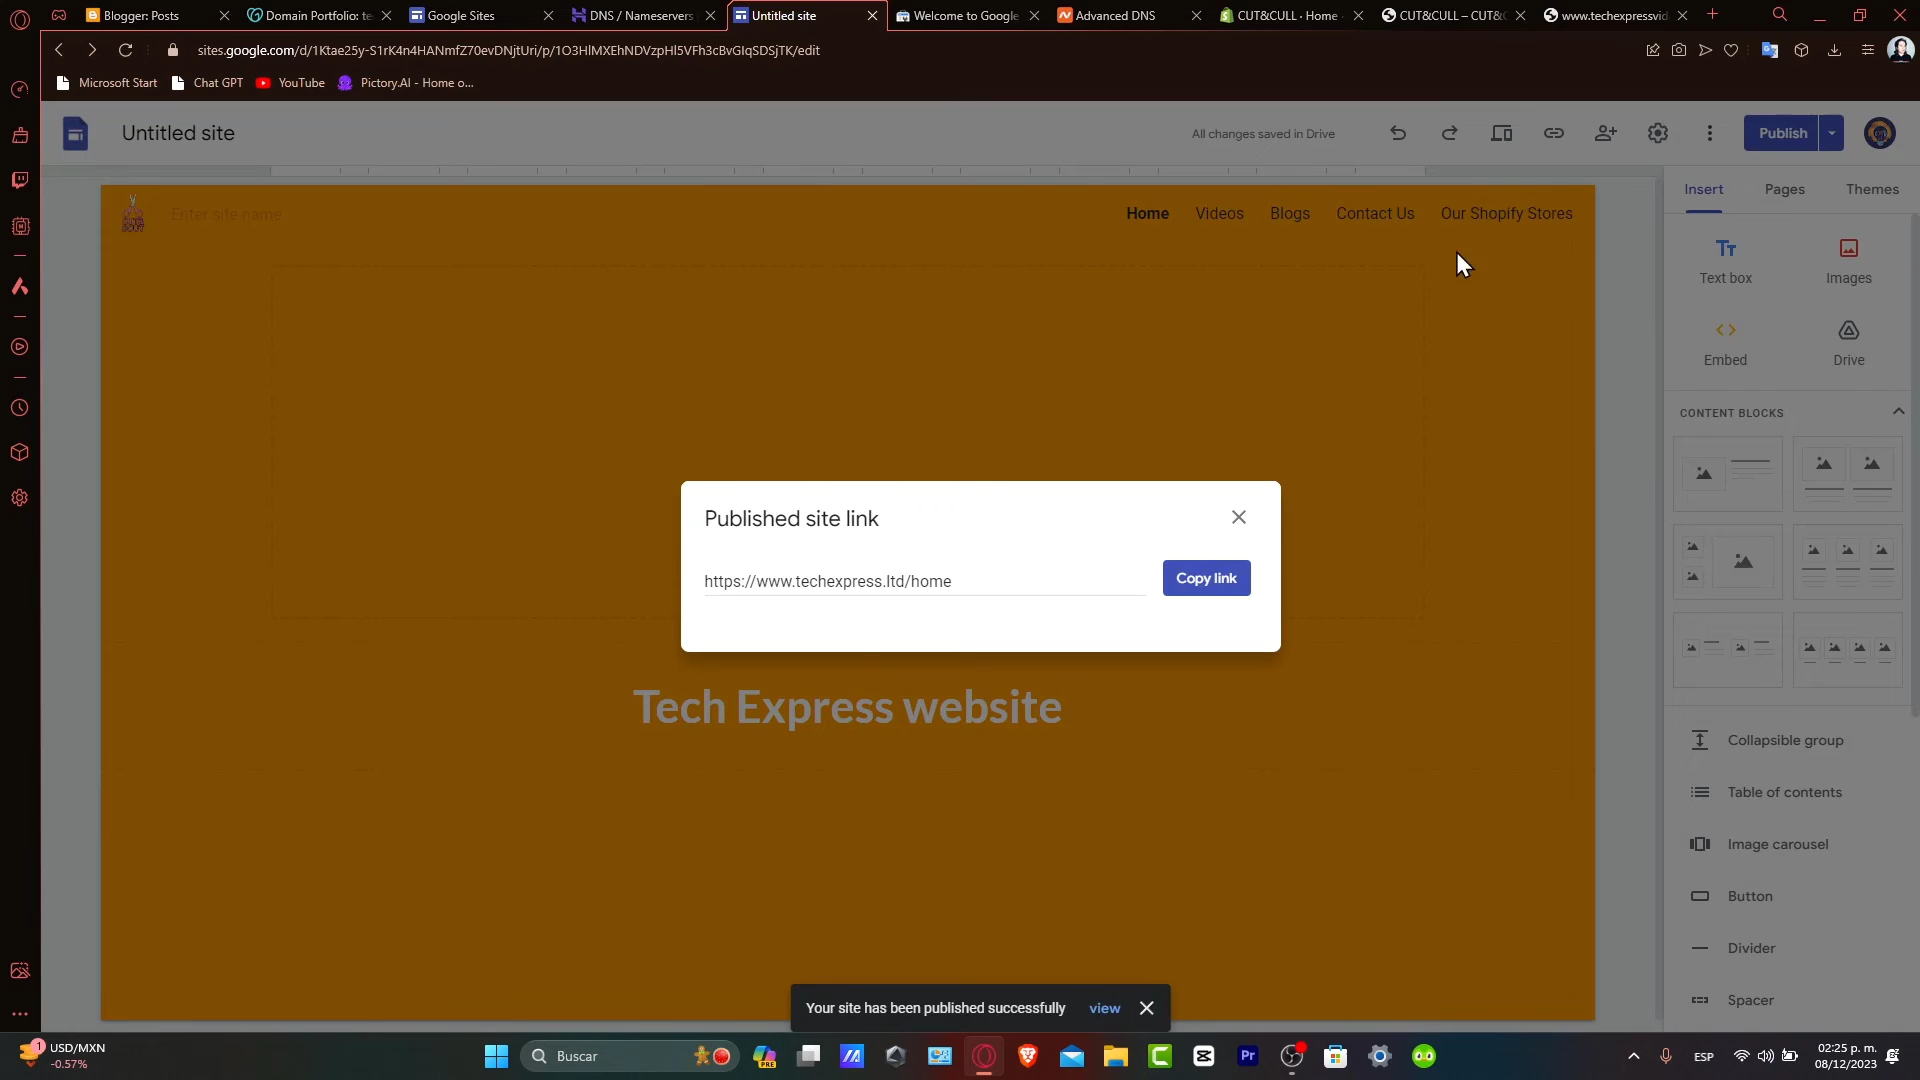 Blogger: Posts
Domain Portfolio: te
Google Sites
DNS / Nameservers
Untitled site
Welcome to Google
Advanced DNS
CUT&CULL · Home
CUT&CULL – CUT&C
www.techexpressvid
sites.google.com/d/1Ktae25y-S1rK4n4HANmfZ70evDNjtUri/p/1O3HlMXEhNDVzpHl5VFh3cBvGIqSDSjTK/edit
Microsoft Start
Chat GPT
YouTube
Pictory.AI - Home o...
Untitled site
All changes saved in Drive
Publish
Enter site name
Home
Videos
Blogs
Contact Us
Our Shopify Stores
Insert
Pages
Themes
Text box
Images
Embed
Drive
CONTENT BLOCKS
Published site link
https://www.techexpress.ltd/home
Copy link
Tech Express website
Collapsible group
Table of contents
Image carousel
Button
Divider
Spacer
Your site has been published successfully
view
1
USD/MXN
-0.57%
Buscar
PRE
Pr
ESP
02:25 p. m.
08/12/2023